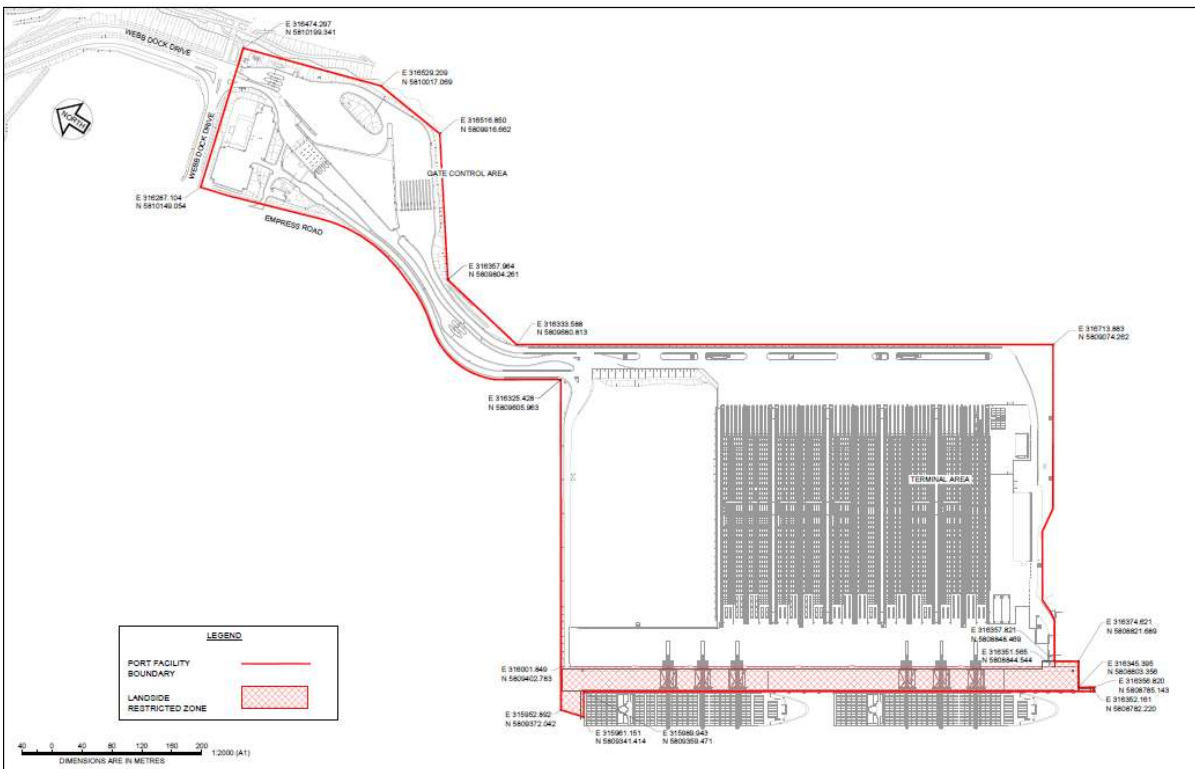 E 316474.297
N 5810199.341
WEBB DOCK DRIVE
E 316529.209
N 5810017.069
NORTH
E 316516.850
N 5809916.662
WEBB DOCK DRIVE
GATE CONTROL AREA
E 316287.104
N 5810149.054
EMPRESS ROAD
E 316357.964
N 5809804.261
E 316333.588
N 5809680.813
E 316713.883
N 5809074.262
E 316325.428
N 5809605.963
TERMINAL AREA
E 316374.621
N 5808821.689
E 316357.821
N 5808848.469
E 316351.565
N 5808844.544
E 316345.395
N 5808803.356
E 316356.820
N 5808785.143
E 316352.161
N 5808782.220
E 316001.849
N 5809402.783
E 315952.892
N 5809372.042
E 315961.151
N 5809341.414
E 315989.943
N 5809359.471
LEGEND
PORT FACILITY
BOUNDARY
LANDSIDE
RESTRICTED ZONE
40 0 40 80 120 160 200
1:2000 (A1)
DIMENSIONS ARE IN METRES